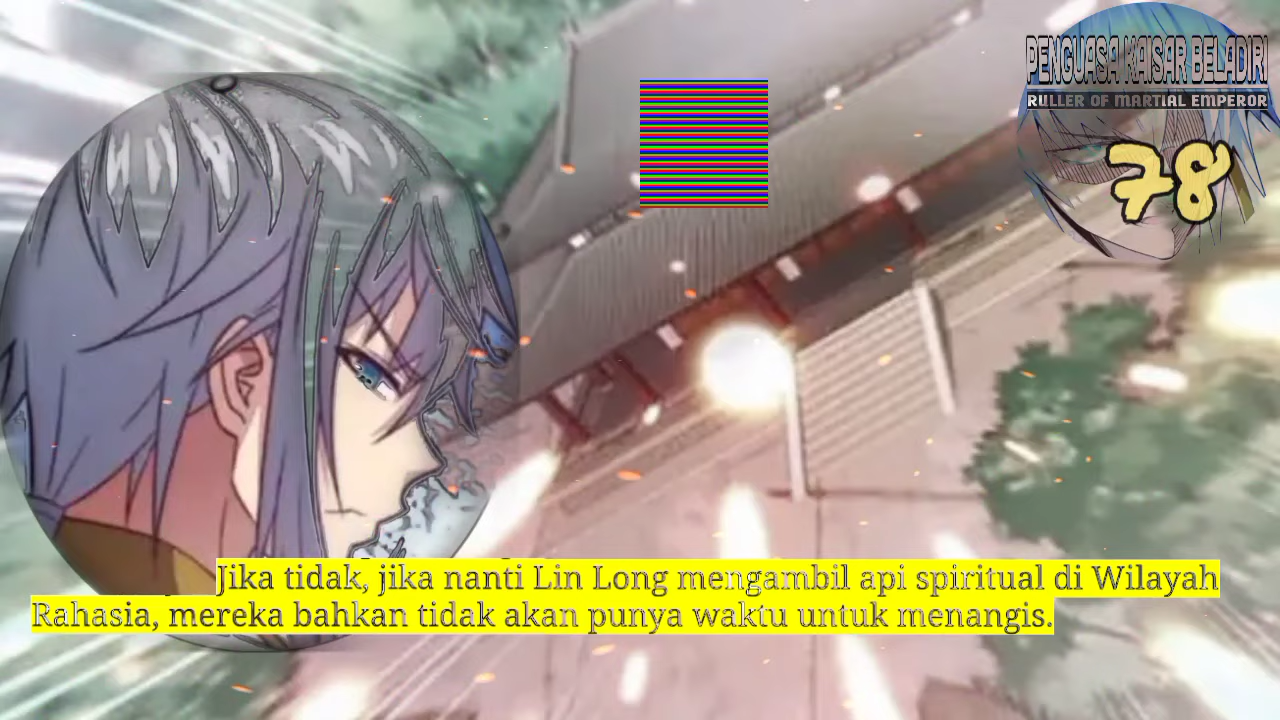 PENGUASA KAISAR BELADIRI
RULLER OF MARTIAL EMPEROR
78
Jika tidak, jika nanti Lin Long mengambil api spiritual di Wilayah
Rahasia, mereka bahkan tidak akan punya waktu untuk menangis.